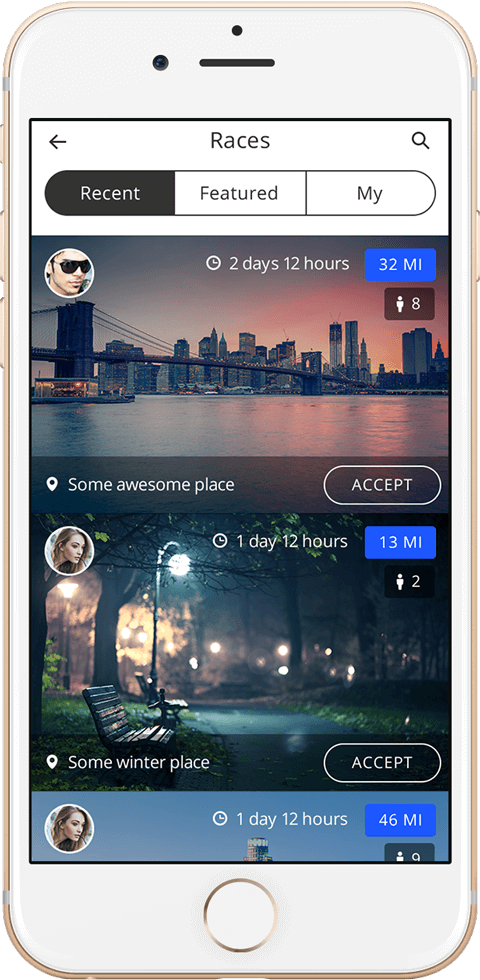 Races
Recent Featured My
2 days 12 hours 32 MI
8
Some awesome place ACCEPT
1 day 12 hours 13 MI
2
Some winter place ACCEPT
1 day 12 hours 46 MI
9